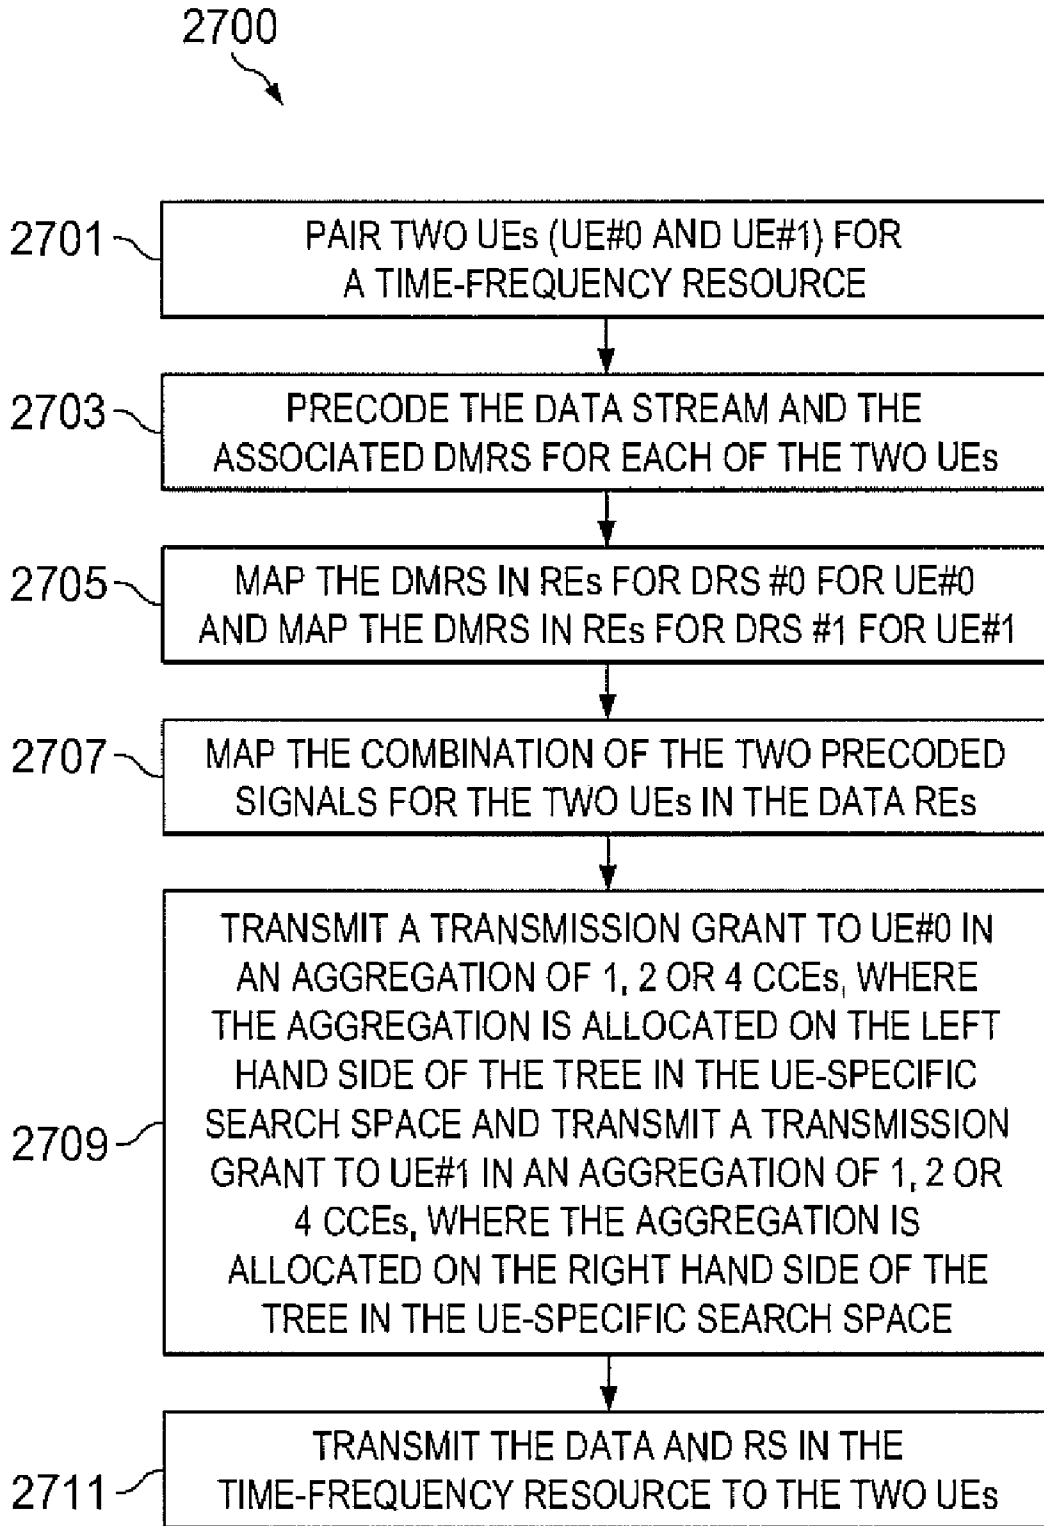 2700
2701
PAIR TWO UEs (UE#0 AND UE#1) FOR
A TIME-FREQUENCY RESOURCE
2703
PRECODE THE DATA STREAM AND THE
ASSOCIATED DMRS FOR EACH OF THE TWO UEs
2705
MAP THE DMRS IN REs FOR DRS #0 FOR UE#0
AND MAP THE DMRS IN REs FOR DRS #1 FOR UE#1
2707
MAP THE COMBINATION OF THE TWO PRECODED
SIGNALS FOR THE TWO UEs IN THE DATA REs
2709
TRANSMIT A TRANSMISSION GRANT TO UE#0 IN
AN AGGREGATION OF 1, 2 OR 4 CCEs, WHERE
THE AGGREGATION IS ALLOCATED ON THE LEFT
HAND SIDE OF THE TREE IN THE UE-SPECIFIC
SEARCH SPACE AND TRANSMIT A TRANSMISSION
GRANT TO UE#1 IN AN AGGREGATION OF 1, 2 OR
4 CCEs, WHERE THE AGGREGATION IS
ALLOCATED ON THE RIGHT HAND SIDE OF THE
TREE IN THE UE-SPECIFIC SEARCH SPACE
2711
TRANSMIT THE DATA AND RS IN THE
TIME-FREQUENCY RESOURCE TO THE TWO UEs